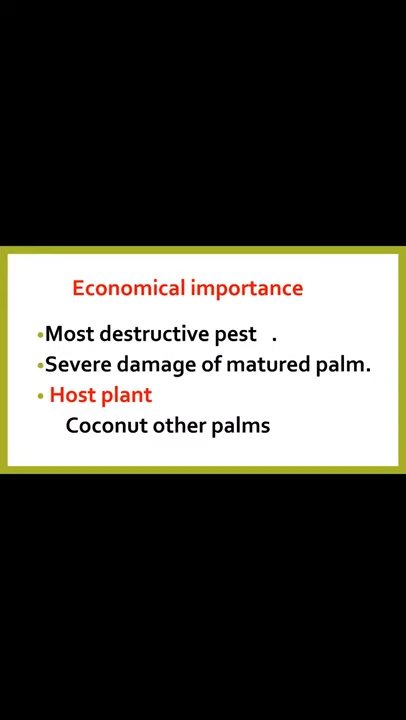 Economical importance
•Most destructive pest .
•Severe damage of matured palm.
• Host plant
Coconut other palms